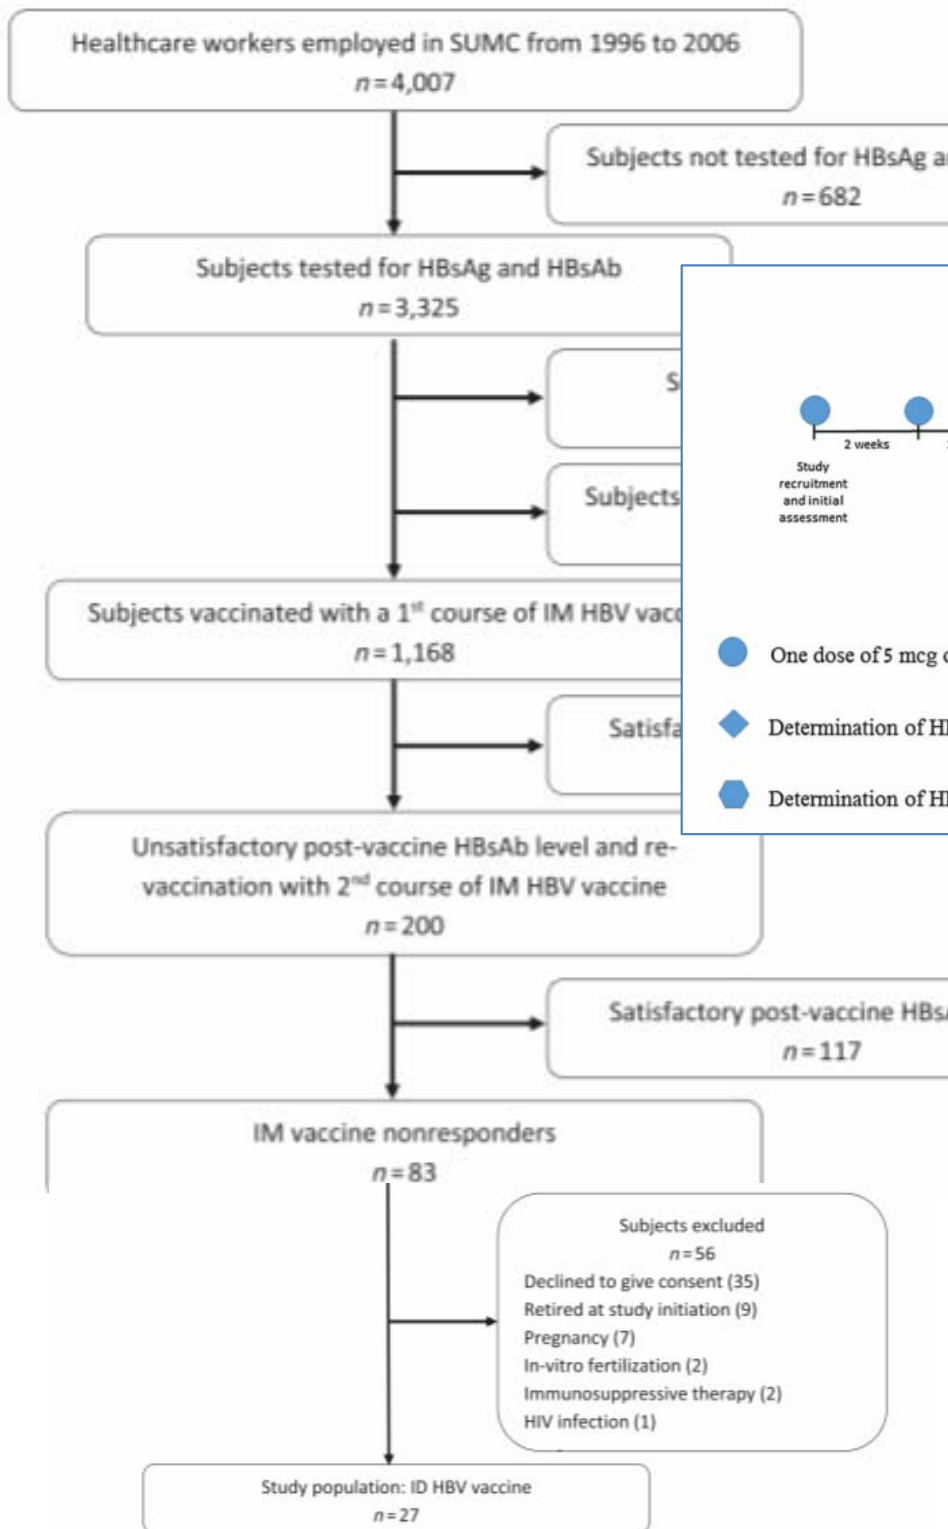 Healthcare workers employed in SUMC from 1996 to 2006
n = 4,007
Subjects not tested for HBsAg
n = 682
Subjects tested for HBsAg and HBsAb
n = 3,325
Subjects
Subjects vaccinated with a 1st course of IM HBV
n = 1,168
Unsatisfactory post-vaccine HBsAb level and re-
vaccination with 2nd course of IM HBV vaccine
n = 200
Satisfactory post-vaccine
n = 117
IM vaccine nonresponders
n = 83
Subjects excluded
n = 56
Declined to give consent (35)
Retired at study initiation (9)
Pregnancy (7)
In-vitro fertilization (2)
Immunosuppressive therapy (2)
HIV infection (1)
Study population: ID HBV vaccine
n = 27
2 weeks
Study
recruitment
and initial
assessment
One dose of 5 mcg
Determination of
Determination of